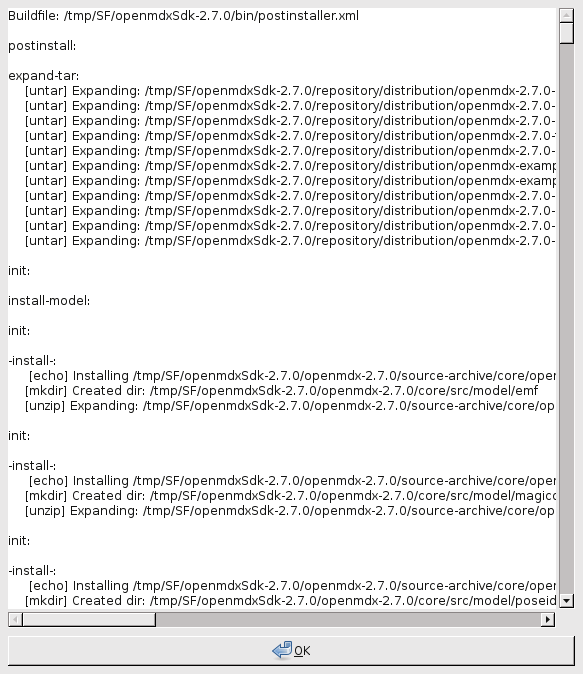 Buildfile: /tmp/SF/openmdxSdk-2.7.0/bin/postinstaller.xml
postinstall:
expand-tar:
[untar] Expanding: /tmp/SF/openmdxSdk-2.7.0/repository/distribution/openmdx-2.7.0-
[untar] Expanding: /tmp/SF/openmdxSdk-2.7.0/repository/distribution/openmdx-2.7.0-
[untar] Expanding: /tmp/SF/openmdxSdk-2.7.0/repository/distribution/openmdx-2.7.0-
[untar] Expanding: /tmp/SF/openmdxSdk-2.7.0/repository/distribution/openmdx-2.7.0-
[untar] Expanding: /tmp/SF/openmdxSdk-2.7.0/repository/distribution/openmdx-2.7.0-
[untar] Expanding: /tmp/SF/openmdxSdk-2.7.0/repository/distribution/openmdx-examp
[untar] Expanding: /tmp/SF/openmdxSdk-2.7.0/repository/distribution/openmdx-examp
[untar] Expanding: /tmp/SF/openmdxSdk-2.7.0/repository/distribution/openmdx-2.7.0-
[untar] Expanding: /tmp/SF/openmdxSdk-2.7.0/repository/distribution/openmdx-2.7.0-
[untar] Expanding: /tmp/SF/openmdxSdk-2.7.0/repository/distribution/openmdx-2.7.0-
[untar] Expanding: /tmp/SF/openmdxSdk-2.7.0/repository/distribution/openmdx-2.7.0-
init:
install-model:
init:
-install-:
[echo] Installing /tmp/SF/openmdxSdk-2.7.0/openmdx-2.7.0/source-archive/core/open
[mkdir] Created dir: /tmp/SF/openmdxSdk-2.7.0/openmdx-2.7.0/core/src/model/emf
[unzip] Expanding: /tmp/SF/openmdxSdk-2.7.0/openmdx-2.7.0/source-archive/core/op
init:
-install-:
[echo] Installing /tmp/SF/openmdxSdk-2.7.0/openmdx-2.7.0/source-archive/core/open
[mkdir] Created dir: /tmp/SF/openmdxSdk-2.7.0/openmdx-2.7.0/core/src/model/magicd
[unzip] Expanding: /tmp/SF/openmdxSdk-2.7.0/openmdx-2.7.0/source-archive/core/op
init:
-install-:
[echo] Installing /tmp/SF/openmdxSdk-2.7.0/openmdx-2.7.0/source-archive/core/open
[mkdir] Created dir: /tmp/SF/openmdxSdk-2.7.0/openmdx-2.7.0/core/src/model/poseid
OK